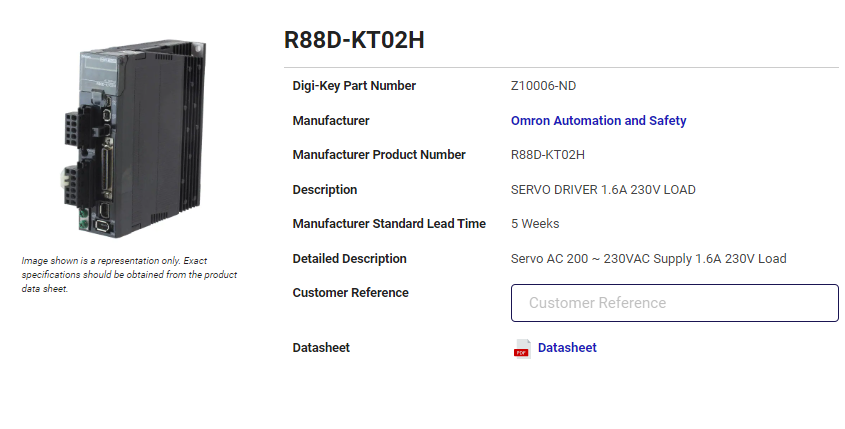 R88D-KT02H
Digi-Key Part Number Z10006-ND
Manufacturer Omron Automation and Safety
Manufacturer Product Number R88D-KT02H
Description SERVO DRIVER 1.6A 230V LOAD
Manufacturer Standard Lead Time 5 Weeks
Detailed Description Servo AC 200 ~ 230VAC Supply 1.6A 230V Load
Customer Reference Customer Reference
Datasheet PDF Datasheet
Image shown is a representation only. Exact
specifications should be obtained from the product
data sheet.